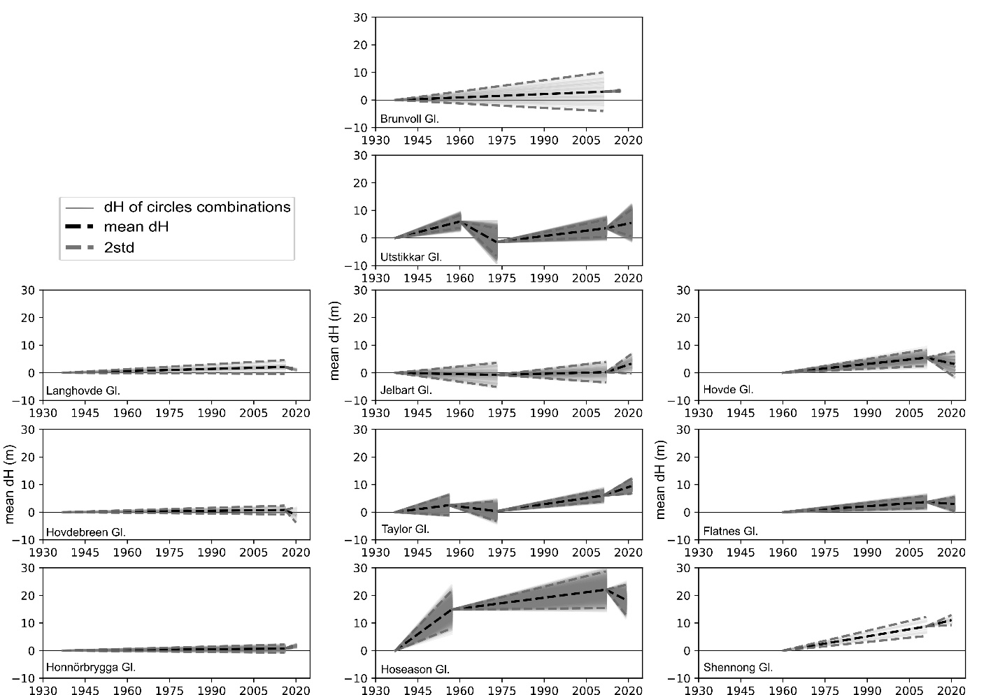 30
20
10
0
−10
Brunvoll Gl.
1930 1945 1960 1975 1990 2005 2020
30
20
10
0
−10
Utstikkar Gl.
1930 1945 1960 1975 1990 2005 2020
dH of circles combinations
mean dH
2std
30
20
10
0
−10
Langhovde Gl.
1930 1945 1960 1975 1990 2005 2020
mean dH (m)
30
20
10
0
−10
Jelbart Gl.
1930 1945 1960 1975 1990 2005 2020
30
20
10
0
−10
Hovde Gl.
1930 1945 1960 1975 1990 2005 2020
mean dH (m)
30
20
10
0
−10
Hovdebreen Gl.
1930 1945 1960 1975 1990 2005 2020
30
20
10
0
−10
Taylor Gl.
1930 1945 1960 1975 1990 2005 2020
mean dH (m)
30
20
10
0
−10
Flatnes Gl.
1930 1945 1960 1975 1990 2005 2020
30
20
10
0
−10
Honnörbrygga Gl.
1930 1945 1960 1975 1990 2005 2020
30
20
10
0
−10
Hoseason Gl.
1930 1945 1960 1975 1990 2005 2020
30
20
10
0
−10
Shennong Gl.
1930 1945 1960 1975 1990 2005 2020